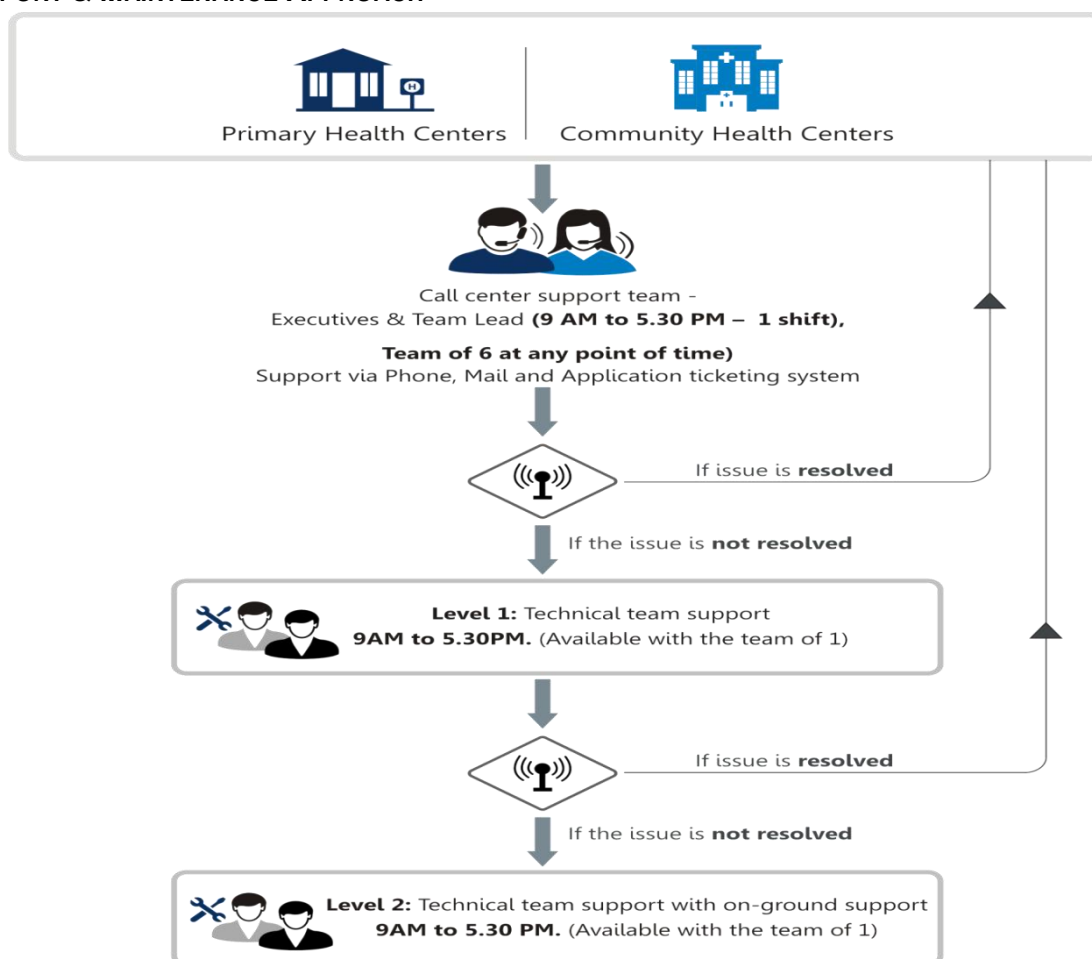 Primary Health Centers
Community Health Centers
Call center support team -
Executives & Team Lead (9 AM to 5.30 PM – 1 shift),
Team of 6 at any point of time)
Support via Phone, Mail and Application ticketing system
If issue is resolved
If the issue is not resolved
Level 1: Technical team support
9AM to 5.30PM. (Available with the team of 1)
If issue is resolved
If the issue is not resolved
Level 2: Technical team support with on-ground support
9AM to 5.30 PM. (Available with the team of 1)